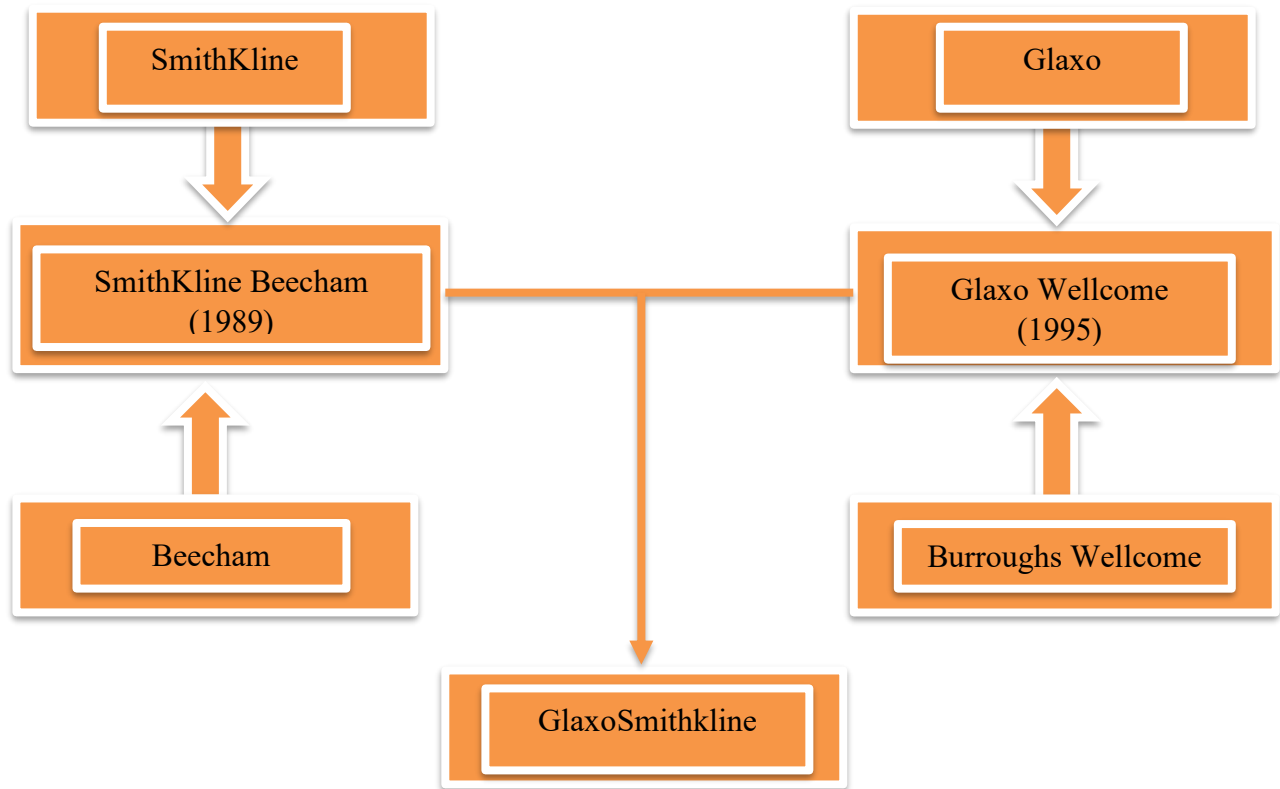 SmithKline
Glaxo
SmithKline Beecham
(1989)
Glaxo Wellcome
(1995)
Beecham
Burroughs Wellcome
GlaxoSmithkline